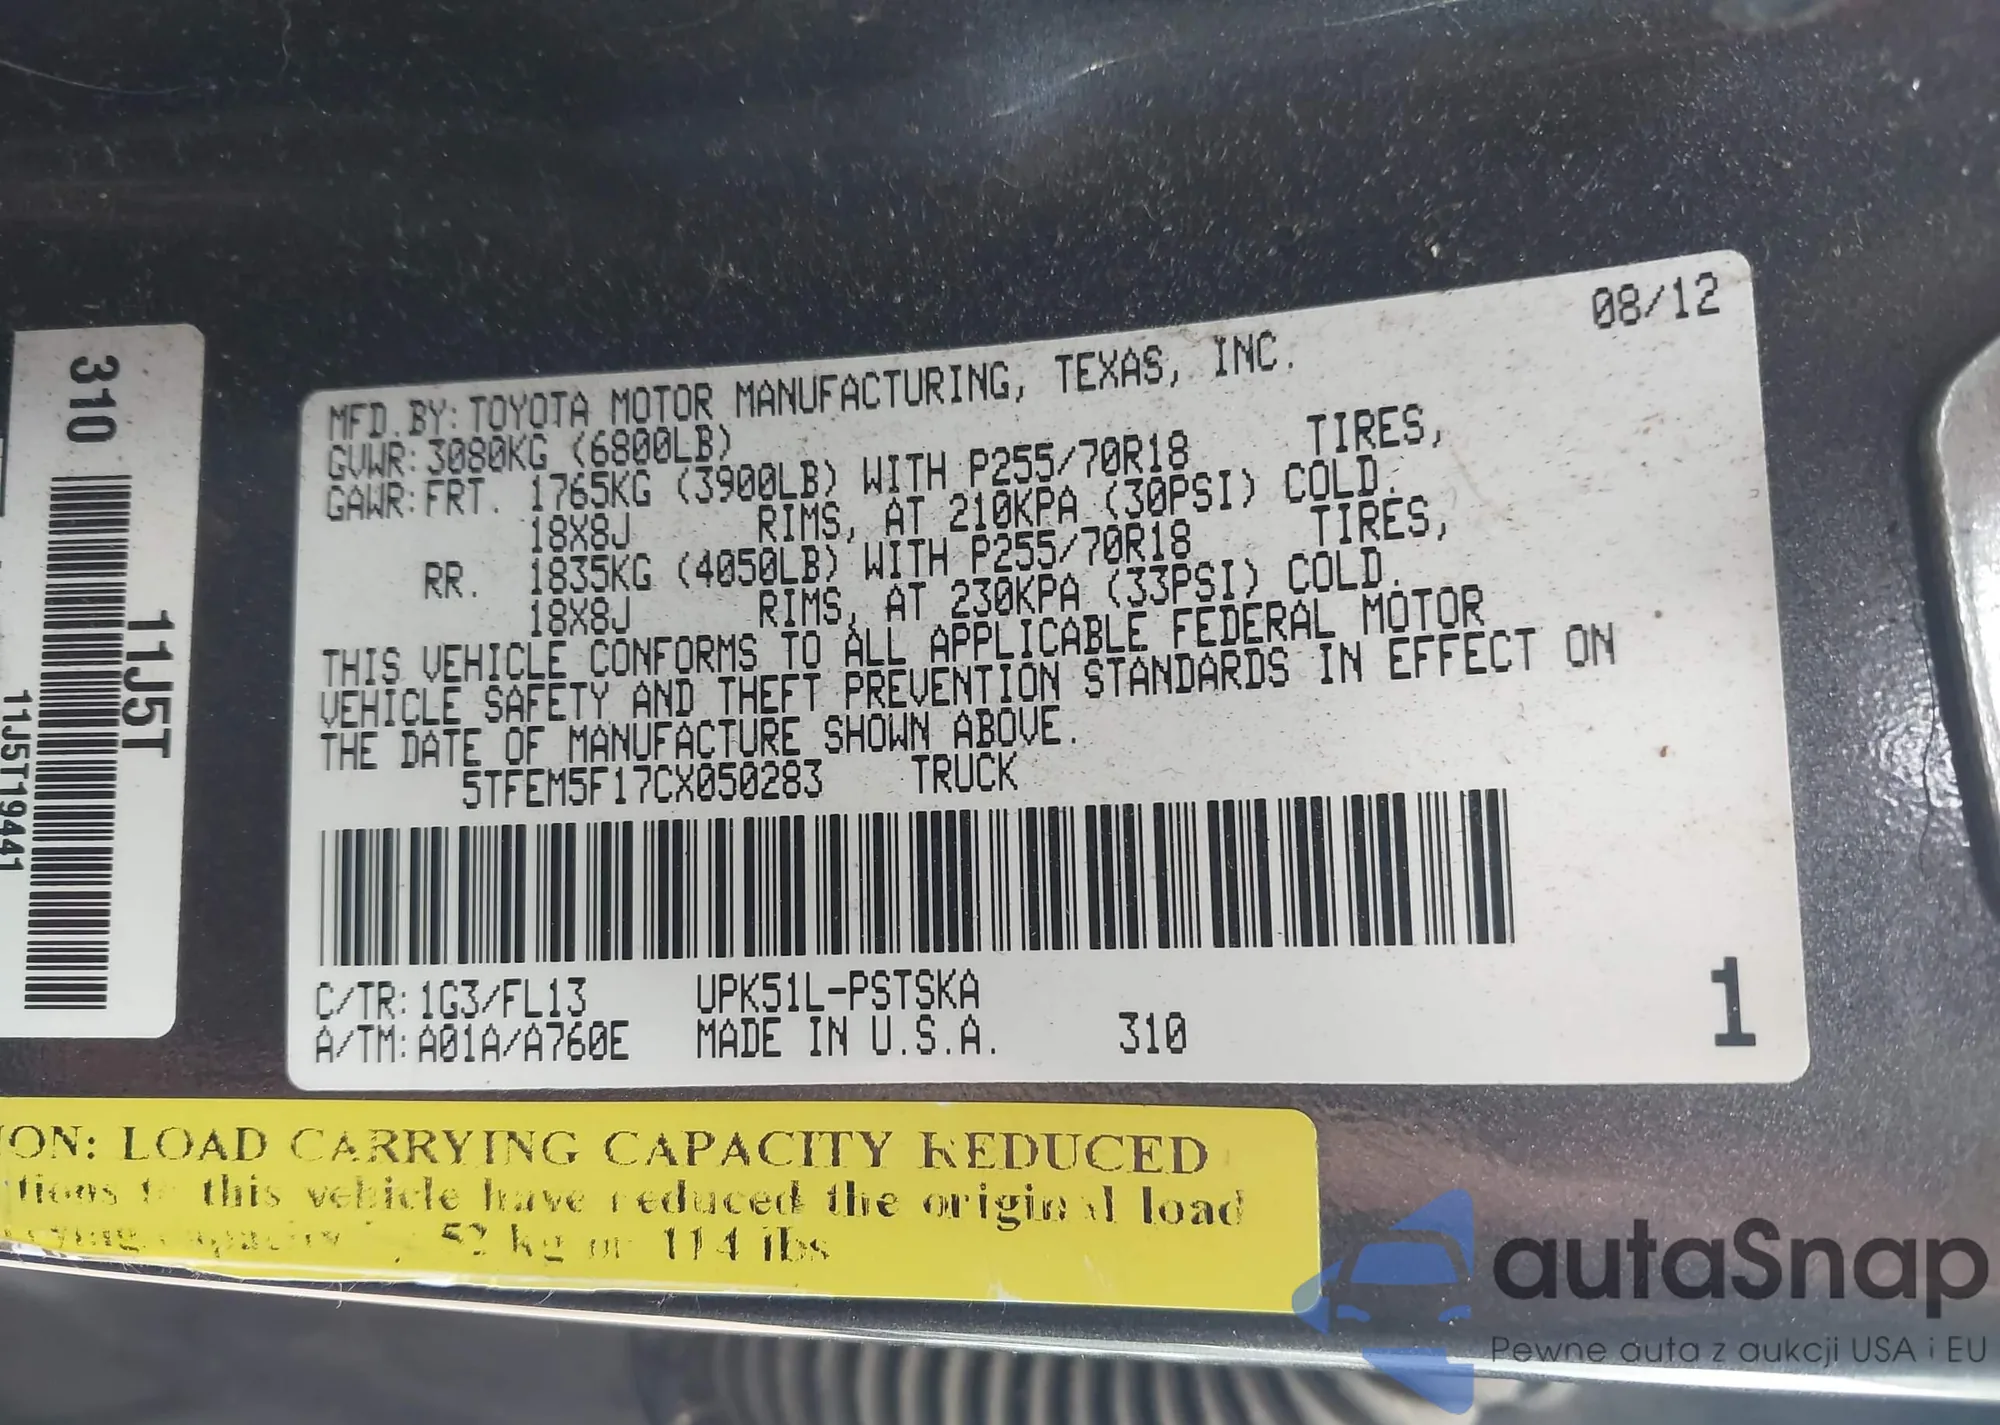 310
11J5T
11J5T19441
08/12
MFD.BY:TOYOTA MOTOR MANUFACTURING, TEXAS, INC.
GVWR:3080KG (6800LB)
GAWR:FRT. 1765KG (3900LB) WITH P255/70R18 TIRES,
18X8J RIMS, AT 210KPA (30PSI) COLD.
RR. 1835KG (4050LB) WITH P255/70R18 TIRES,
18X8J RIMS, AT 230KPA (33PSI) COLD.
THIS VEHICLE CONFORMS TO ALL APPLICABLE FEDERAL MOTOR
VEHICLE SAFETY AND THEFT PREVENTION STANDARDS IN EFFECT ON
THE DATE OF MANUFACTURE SHOWN ABOVE.
5TFEM5F17CX050283 TRUCK
C/TR:1G3/FL13 UPK51L-PSTSKA
A/TM:A01A/A760E MADE IN U.S.A. 310
1
ION: LOAD CARRYING CAPACITY REDUCED
this vehicle have reduced the original load
52 kg or 114 lbs
autaSnap
Pewne auta z aukcji USA i EU